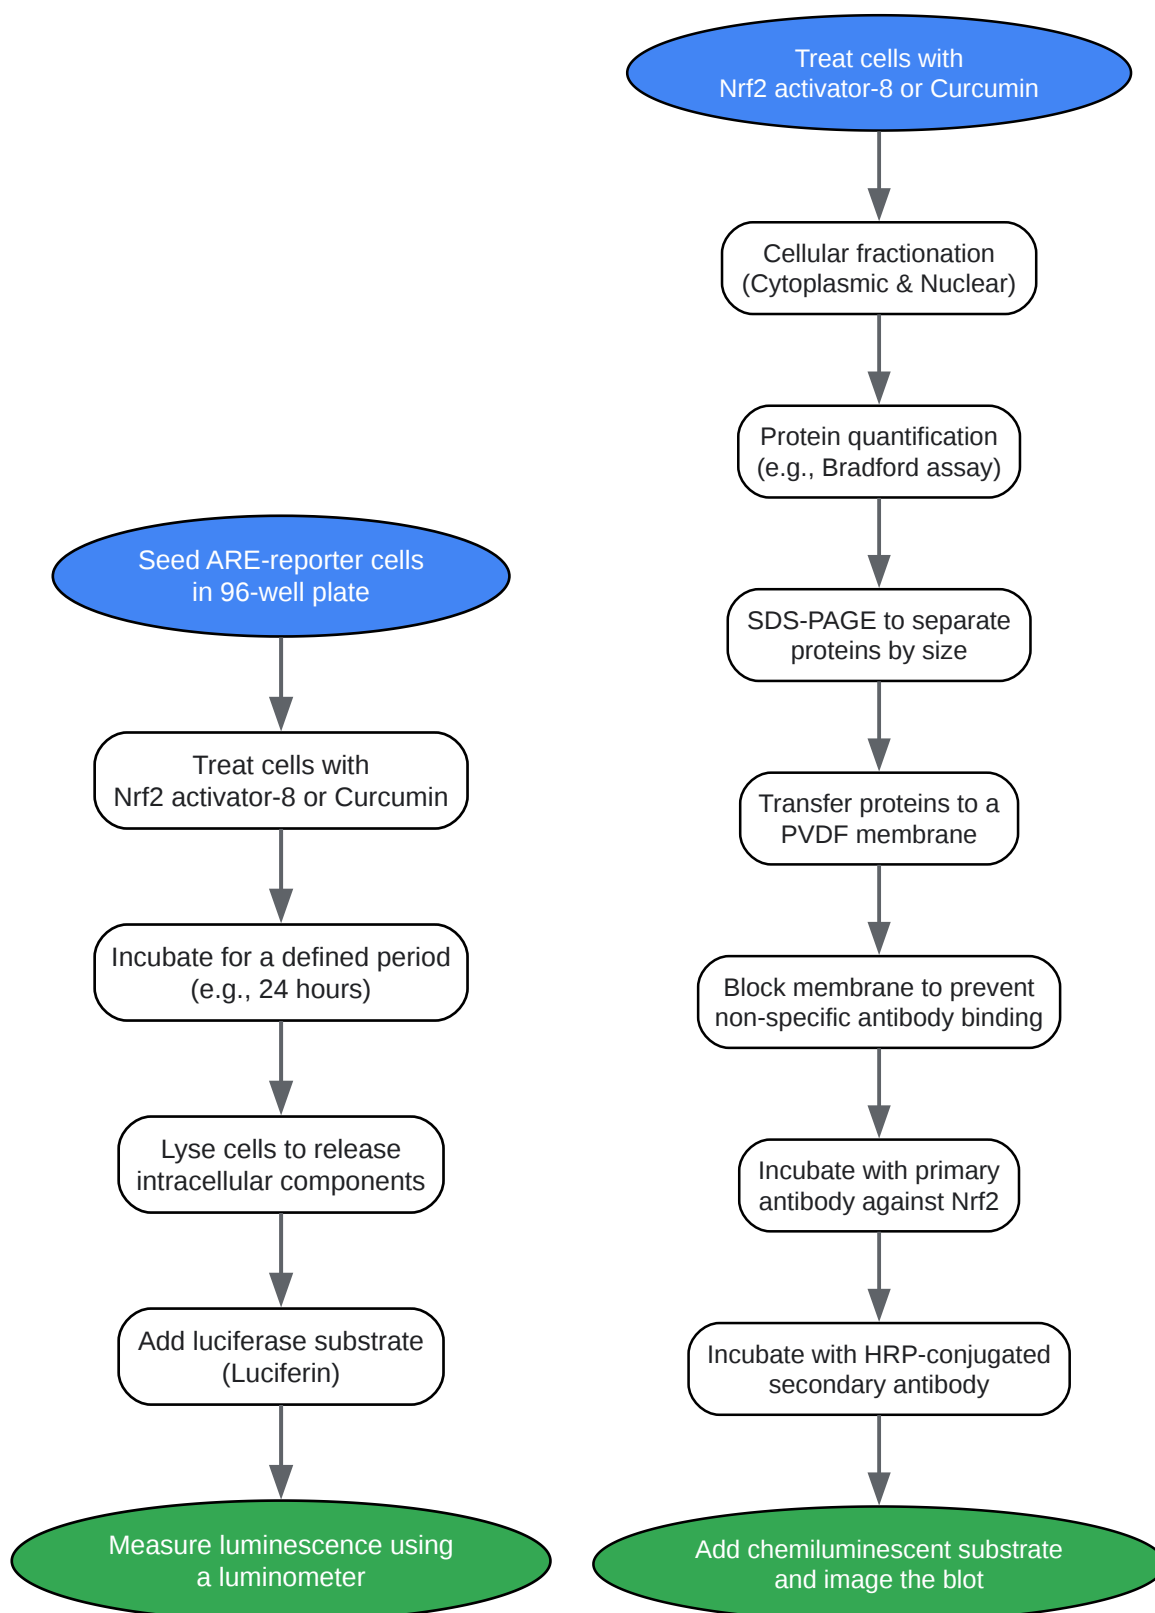 Seed ARE-reporter cells
in 96-well plate
Treat cells with
Nrf2 activator-8 or Curcumin
Incubate for a defined period
(e.g., 24 hours)
Lyse cells to release
intracellular components
Add luciferase substrate
(Luciferin)
Measure luminescence using
a luminometer
Treat cells with
Nrf2 activator-8 or Curcumin
Cellular fractionation
(Cytoplasmic & Nuclear)
Protein quantification
(e.g., Bradford assay)
SDS-PAGE to separate
proteins by size
Transfer proteins to a
PVDF membrane
Block membrane to prevent
non-specific antibody binding
Incubate with primary
antibody against Nrf2
Incubate with HRP-conjugated
secondary antibody
Add chemiluminescent substrate
and image the blot